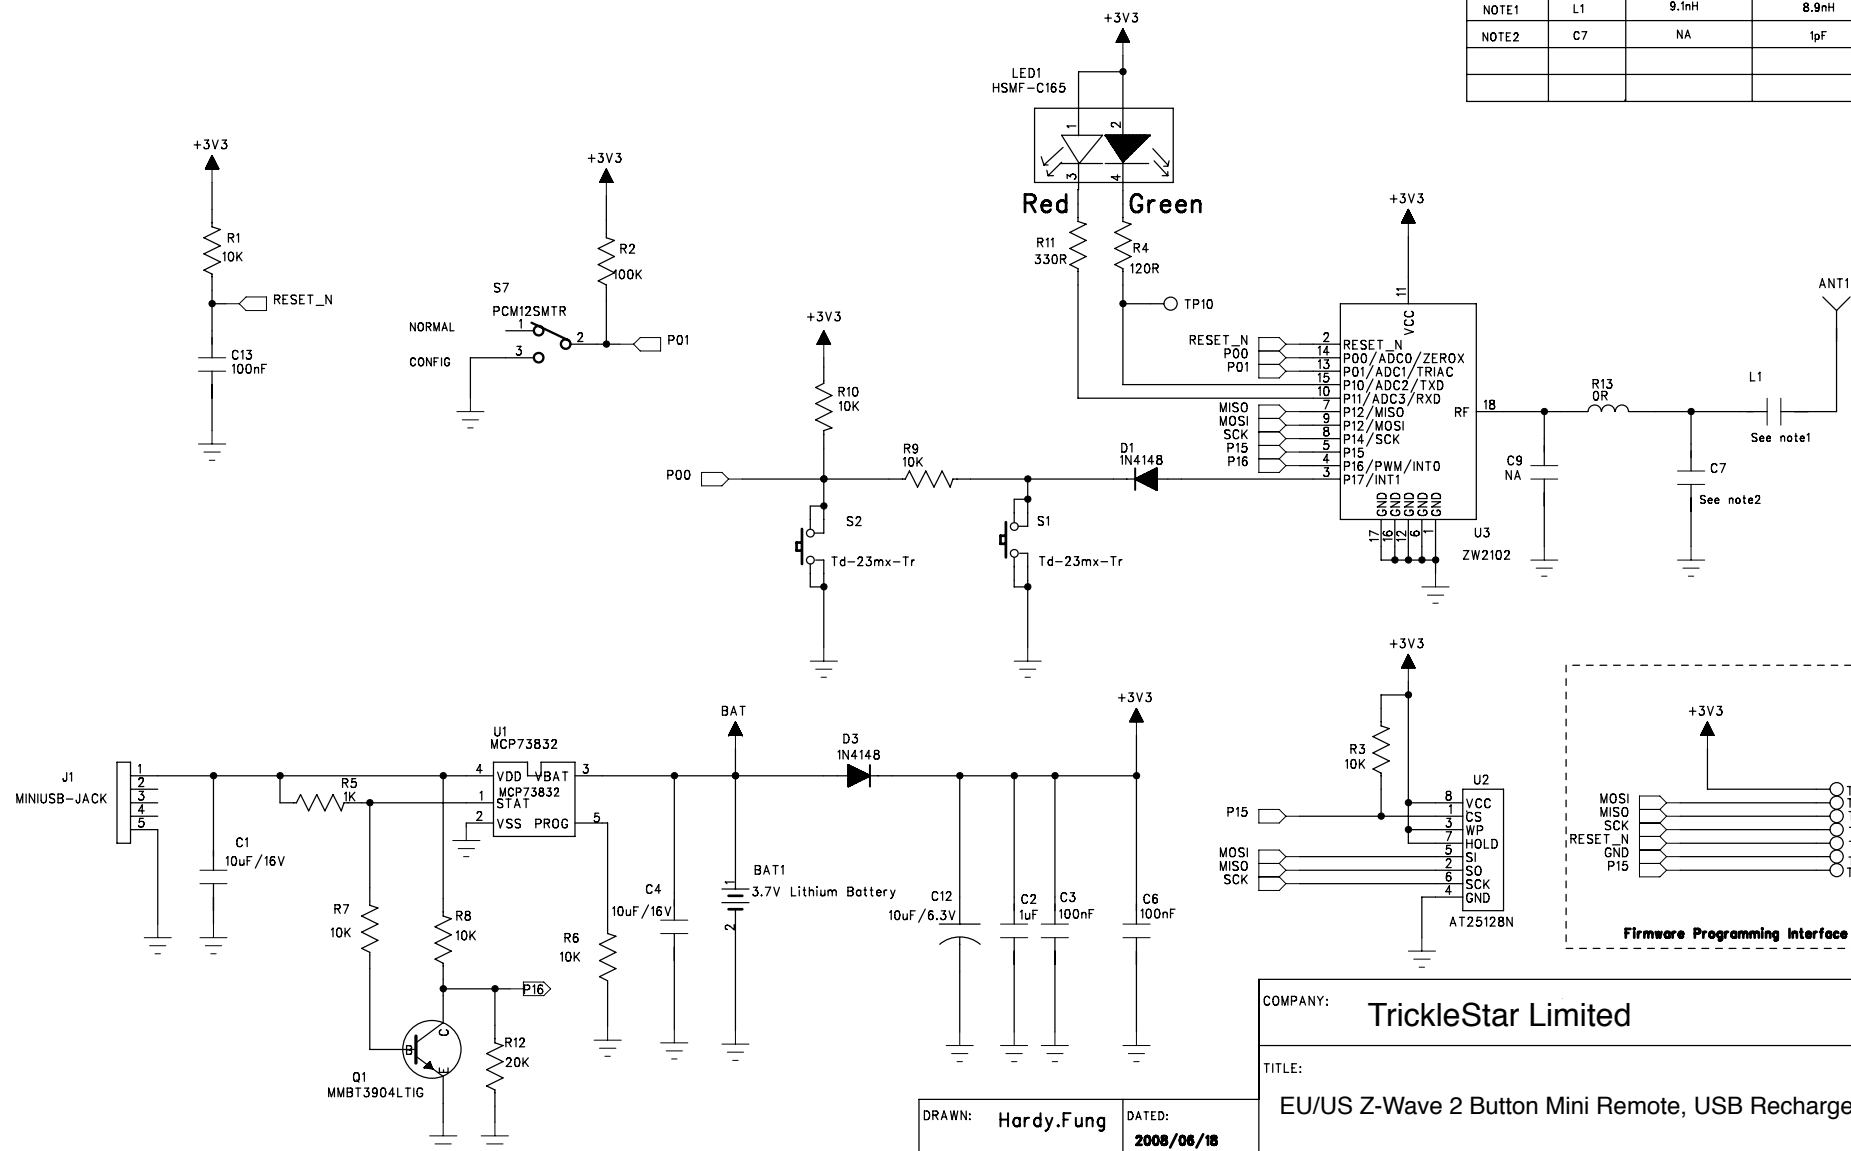 NOTE1 L1 9.1nH 8.9nH
NOTE2 C7 NA 1pF
+3V3
LED1
HSMF-C165
1 2
3 4
Red Green
R11
330R
R4
120R
TP10
+3V3
R1
10K
RESET_N
C13
100nF
+3V3
R2
100K
S7
PCM12SMTR
NORMAL 1
2 P01
CONFIG 3
+3V3
R10
10K
P00
R9
10K
D1
1N4148
S2
Td-23mx-Tr
S1
Td-23mx-Tr
+3V3
11
VCC
RESET_N 2 RESET_N
P00 14 P00/ADC0/ZEROX
P01 13 P01/ADC1/TRIAC
15 P10/ADC2/TXD
10 P11/ADC3/RXD
MISO 7 P12/MISO
MOSI 9 P12/MOSI
SCK 8 P14/SCK
P15 5 P15
P16 4 P16/PWM/INT0
3 P17/INT1
RF 18
GND GND GND GND GND
17 16 12 6 1
U3
ZW2102
R13
0R
C9
NA
C7
See note2
L1
See note1
ANT1
J1
MINIUSB-JACK
1
2
3
4
5
C1
10uF/16V
R5
1K
U1
MCP73832
4 VDD VBAT 3
MCP73832
1 STAT
2 VSS PROG 5
R7
10K
R8
10K
P16
B C E
Q1
MMBT3904LTIG
R12
20K
R6
10K
C4
10uF/16V
BAT
BAT1
3.7V Lithium Battery
1
2
D3
1N4148
+3V3
C12
10uF/6.3V
C2
1uF
C3
100nF
C6
100nF
+3V3
R3
10K
P15
MOSI
MISO
SCK
U2
8 VCC
1 CS
3 WP
7 HOLD
5 SI
2 SO
6 SCK
4 GND
AT25128N
+3V3
MOSI
MISO
SCK
RESET_N
GND
P15
Firmware Programming Interface
COMPANY: TrickleStar Limited
TITLE:
EU/US Z-Wave 2 Button Mini Remote, USB Recharge
DRAWN: Hardy.Fung
DATED:
2008/06/18